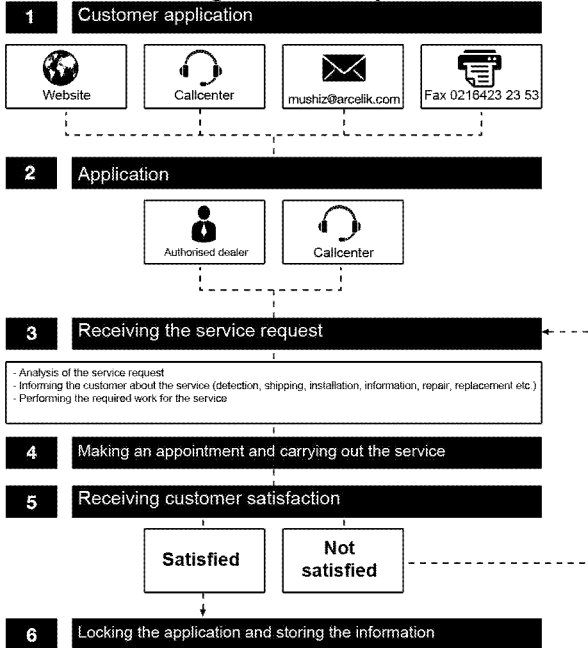 1 Customer application
Website
Callcenter
mushiz@arcelik.com
Fax 0216423 23 53
2 Application
Authorised dealer
Callcenter
3 Receiving the service request
- Analysis of the service request
- Informing the customer about the service (detection, shipping, installation, information, repair, replacement etc.)
- Performing the required work for the service
4 Making an appointment and carrying out the service
5 Receiving customer satisfaction
Satisfied
Not
satisfied
6 Locking the application and storing the information